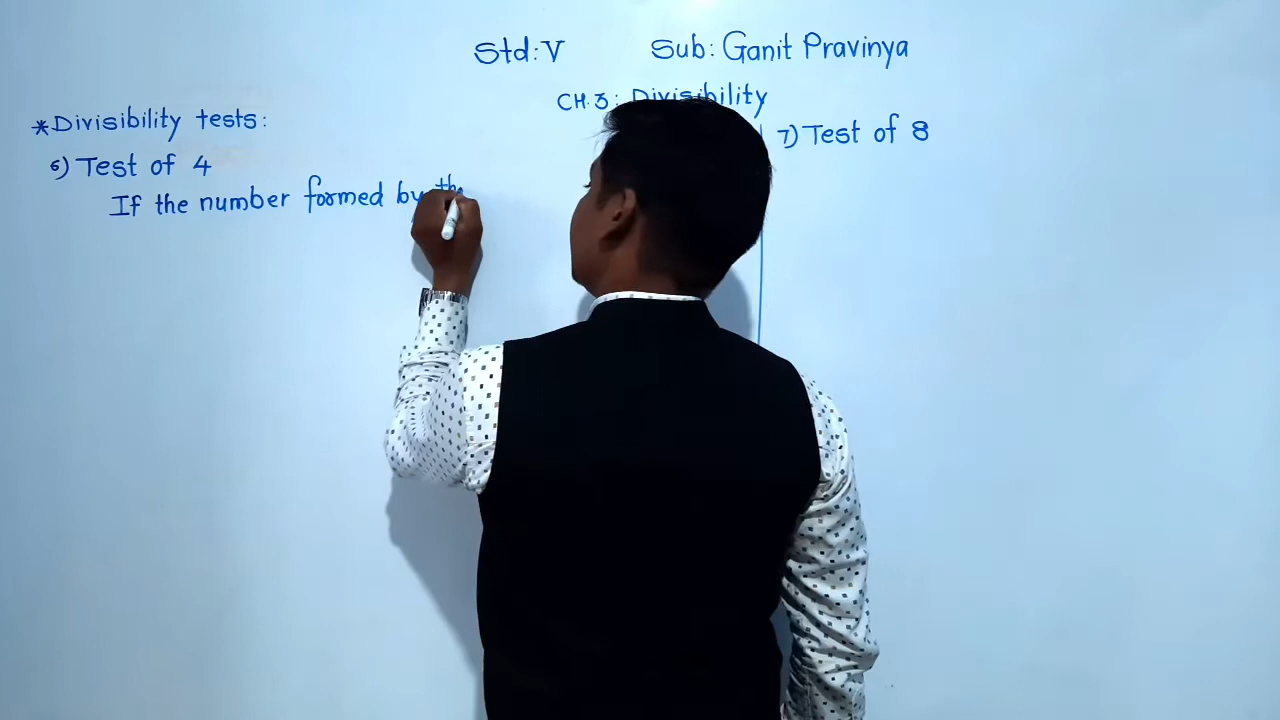 Std: V Sub: Ganit Pravinya
CH. 3: Divisibility
*Divisibility tests:
6) Test of 4
If the number formed by the
7) Test of 8